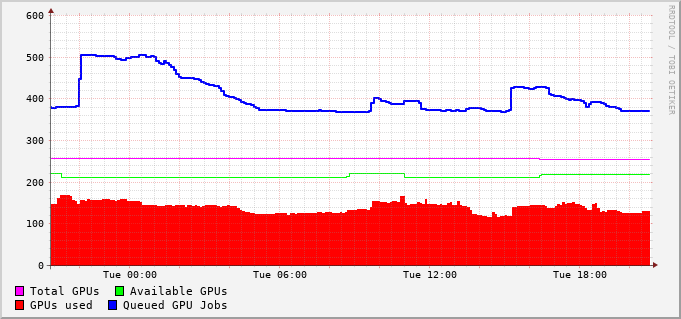 600
500
400
300
200
100
0
Tue 00:00 Tue 06:00 Tue 12:00 Tue 18:00
Total GPUs Available GPUs
GPUs used Queued GPU Jobs
RRDTOOL / TOBI OETIKER